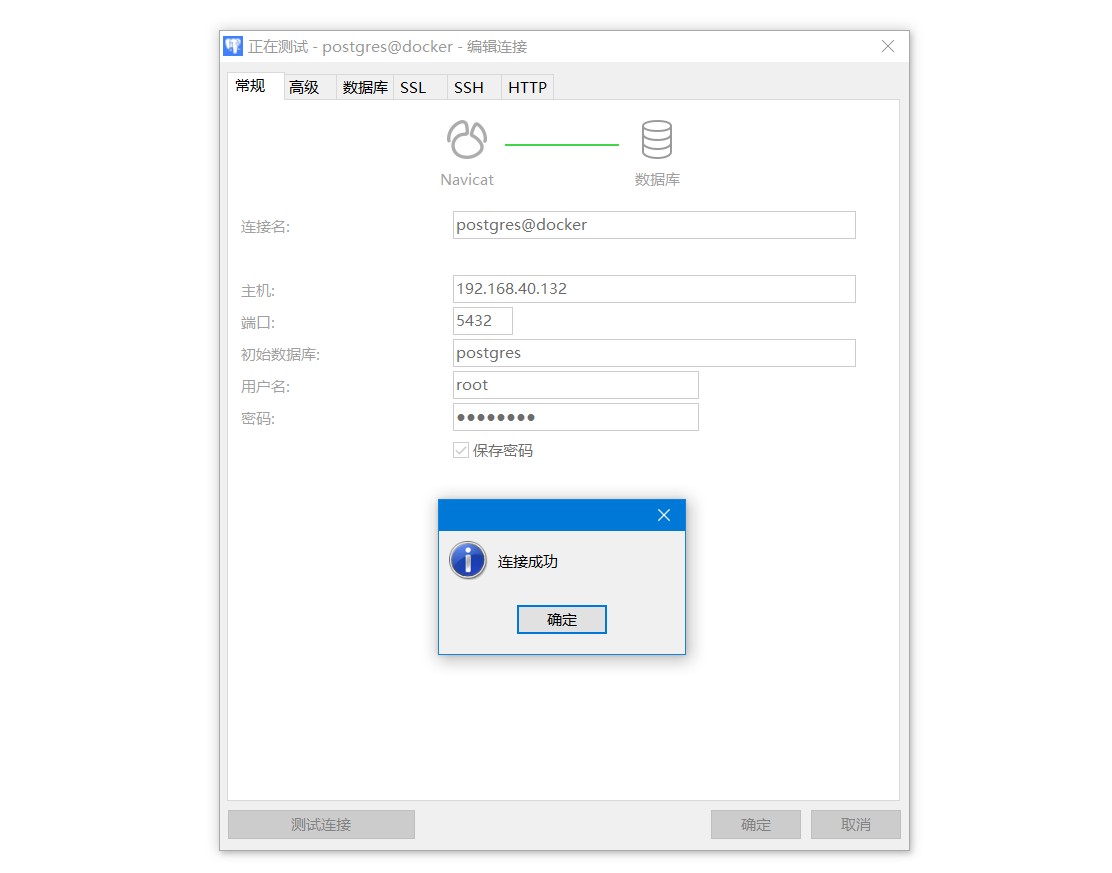 正在测试 - postgres@docker - 编辑连接
常规 高级 数据库 SSL SSH HTTP
Navicat 数据库
连接名: postgres@docker
主机: 192.168.40.132
端口: 5432
初始数据库: postgres
用户名: root
密码: ●●●●●●●●
保存密码
连接成功
确定
测试连接 确定 取消